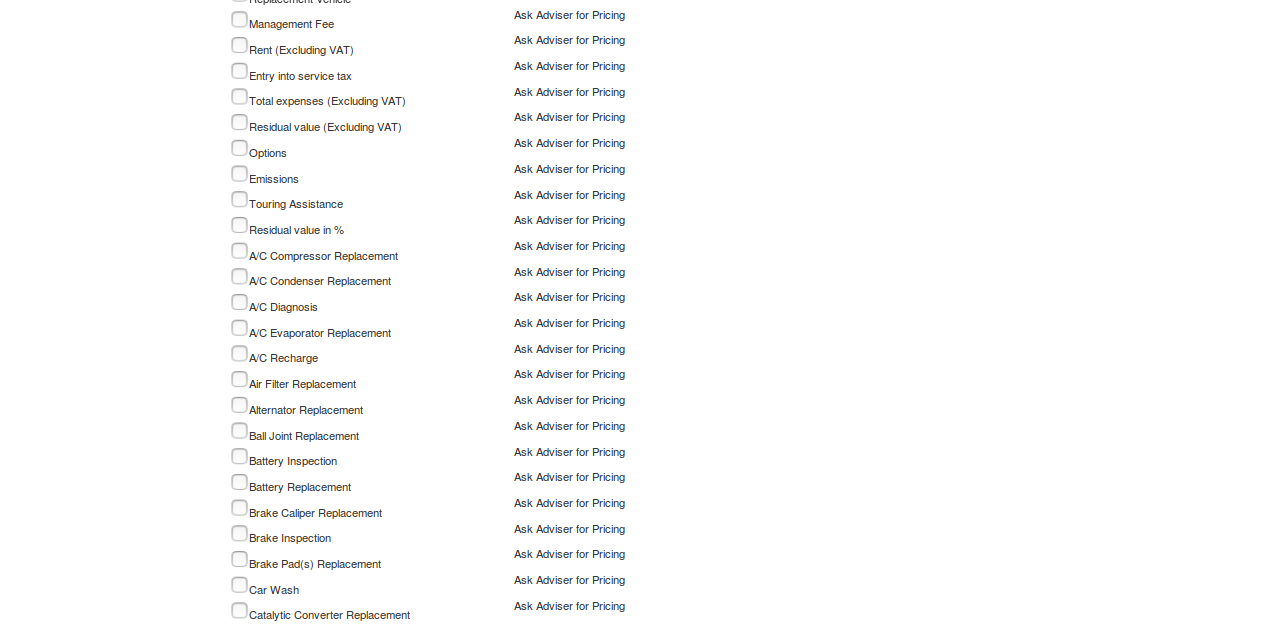 Replacement Vehicle
Management Fee Ask Adviser for Pricing
Rent (Excluding VAT) Ask Adviser for Pricing
Entry into service tax Ask Adviser for Pricing
Total expenses (Excluding VAT) Ask Adviser for Pricing
Residual value (Excluding VAT) Ask Adviser for Pricing
Options Ask Adviser for Pricing
Emissions Ask Adviser for Pricing
Touring Assistance Ask Adviser for Pricing
Residual value in % Ask Adviser for Pricing
A/C Compressor Replacement Ask Adviser for Pricing
A/C Condenser Replacement Ask Adviser for Pricing
A/C Diagnosis Ask Adviser for Pricing
A/C Evaporator Replacement Ask Adviser for Pricing
A/C Recharge Ask Adviser for Pricing
Air Filter Replacement Ask Adviser for Pricing
Alternator Replacement Ask Adviser for Pricing
Ball Joint Replacement Ask Adviser for Pricing
Battery Inspection Ask Adviser for Pricing
Battery Replacement Ask Adviser for Pricing
Brake Caliper Replacement Ask Adviser for Pricing
Brake Inspection Ask Adviser for Pricing
Brake Pad(s) Replacement Ask Adviser for Pricing
Car Wash Ask Adviser for Pricing
Catalytic Converter Replacement Ask Adviser for Pricing